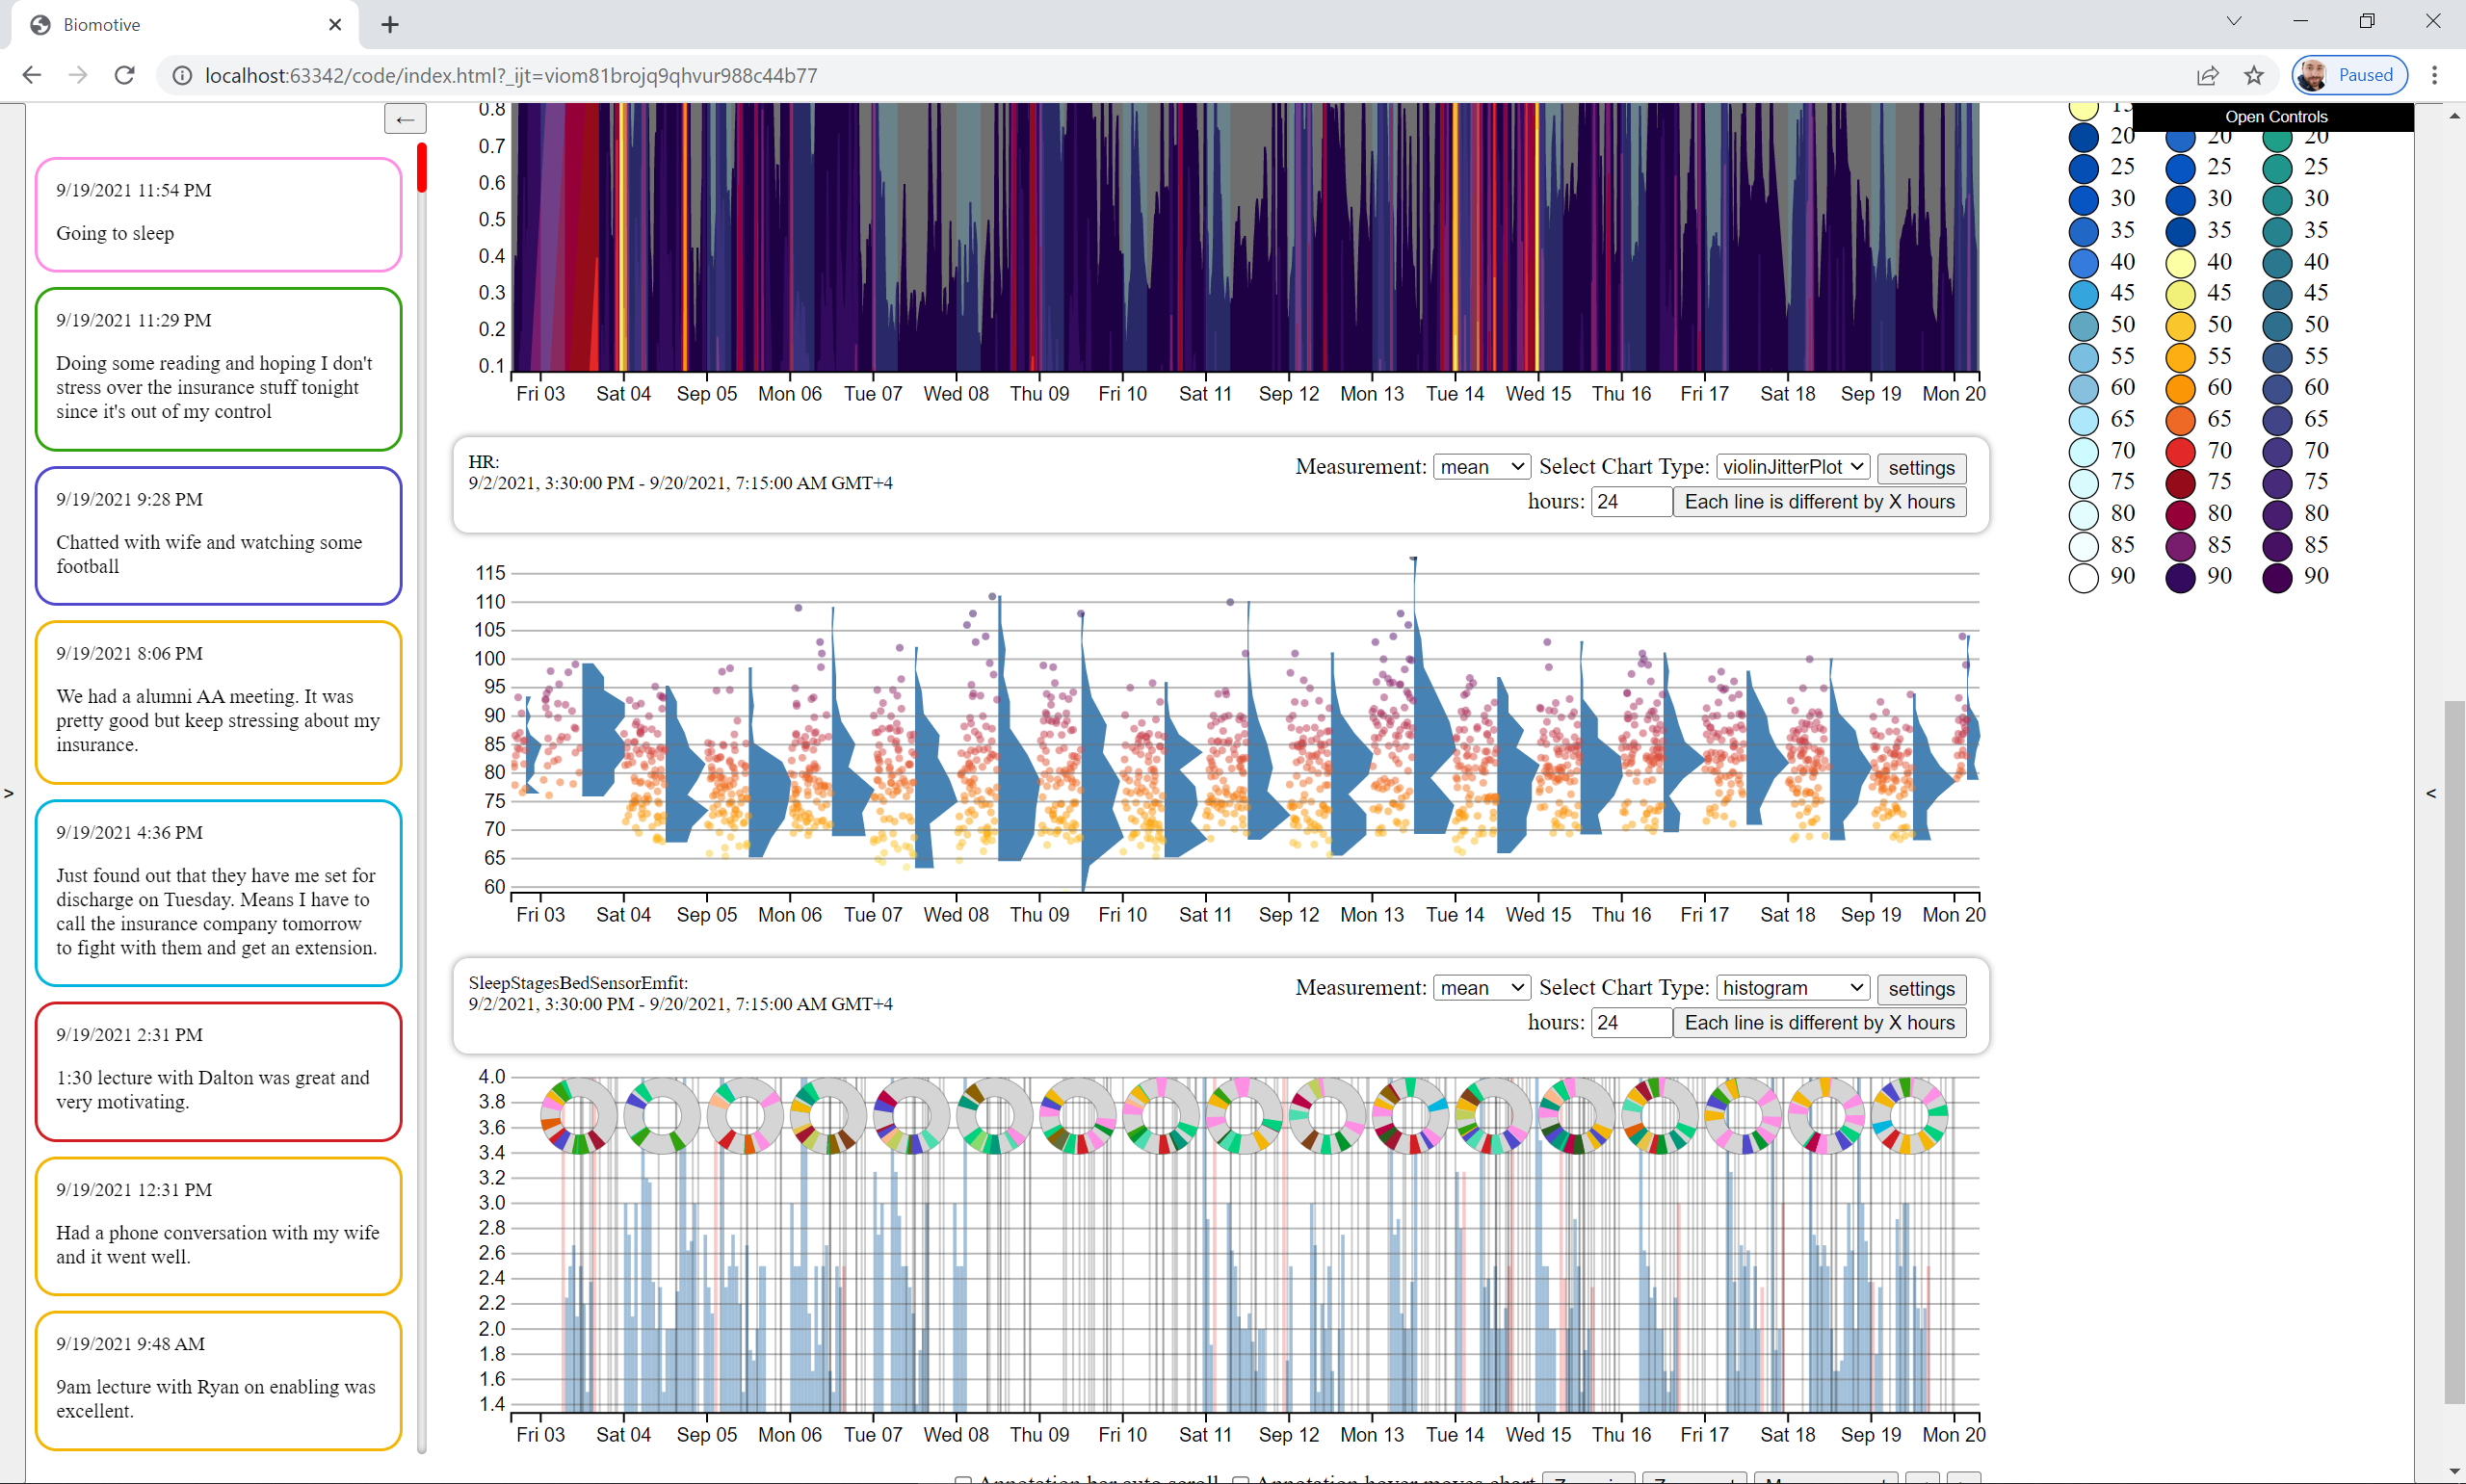 Biomotive
localhost:63342/code/index.html?_ijt=viom81brojq9qhvur988c44b77
Paused
←
9/19/2021 11:54 PM
Going to sleep
9/19/2021 11:29 PM
Doing some reading and hoping I don't
stress over the insurance stuff tonight
since it's out of my control
9/19/2021 9:28 PM
Chatted with wife and watching some
football
9/19/2021 8:06 PM
We had a alumni AA meeting. It was
pretty good but keep stressing about my
insurance.
9/19/2021 4:36 PM
Just found out that they have me set for
discharge on Tuesday. Means I have to
call the insurance company tomorrow
to fight with them and get an extension.
9/19/2021 2:31 PM
1:30 lecture with Dalton was great and
very motivating.
9/19/2021 12:31 PM
Had a phone conversation with my wife
and it went well.
9/19/2021 9:48 AM
9am lecture with Ryan on enabling was
excellent.
>
0.8
0.7
0.6
0.5
0.4
0.3
0.2
0.1
Fri 03 Sat 04 Sep 05 Mon 06 Tue 07 Wed 08 Thu 09 Fri 10 Sat 11 Sep 12 Mon 13 Tue 14 Wed 15 Thu 16 Fri 17 Sat 18 Sep 19 Mon 20
HR:
9/2/2021, 3:30:00 PM - 9/20/2021, 7:15:00 AM GMT+4
Measurement: mean Select Chart Type: violinJitterPlot settings
hours: 24 Each line is different by X hours
115
110
105
100
95
90
85
80
75
70
65
60
Fri 03 Sat 04 Sep 05 Mon 06 Tue 07 Wed 08 Thu 09 Fri 10 Sat 11 Sep 12 Mon 13 Tue 14 Wed 15 Thu 16 Fri 17 Sat 18 Sep 19 Mon 20
SleepStagesBedSensorEmfit:
9/2/2021, 3:30:00 PM - 9/20/2021, 7:15:00 AM GMT+4
Measurement: mean Select Chart Type: histogram settings
hours: 24 Each line is different by X hours
4.0
3.8
3.6
3.4
3.2
3.0
2.8
2.6
2.4
2.2
2.0
1.8
1.6
1.4
Fri 03 Sat 04 Sep 05 Mon 06 Tue 07 Wed 08 Thu 09 Fri 10 Sat 11 Sep 12 Mon 13 Tue 14 Wed 15 Thu 16 Fri 17 Sat 18 Sep 19 Mon 20
Annotation bar auto scroll Annotation hover moves chart
Open Controls
20 20 20
25 25 25
30 30 30
35 35 35
40 40 40
45 45 45
50 50 50
55 55 55
60 60 60
65 65 65
70 70 70
75 75 75
80 80 80
85 85 85
90 90 90
<